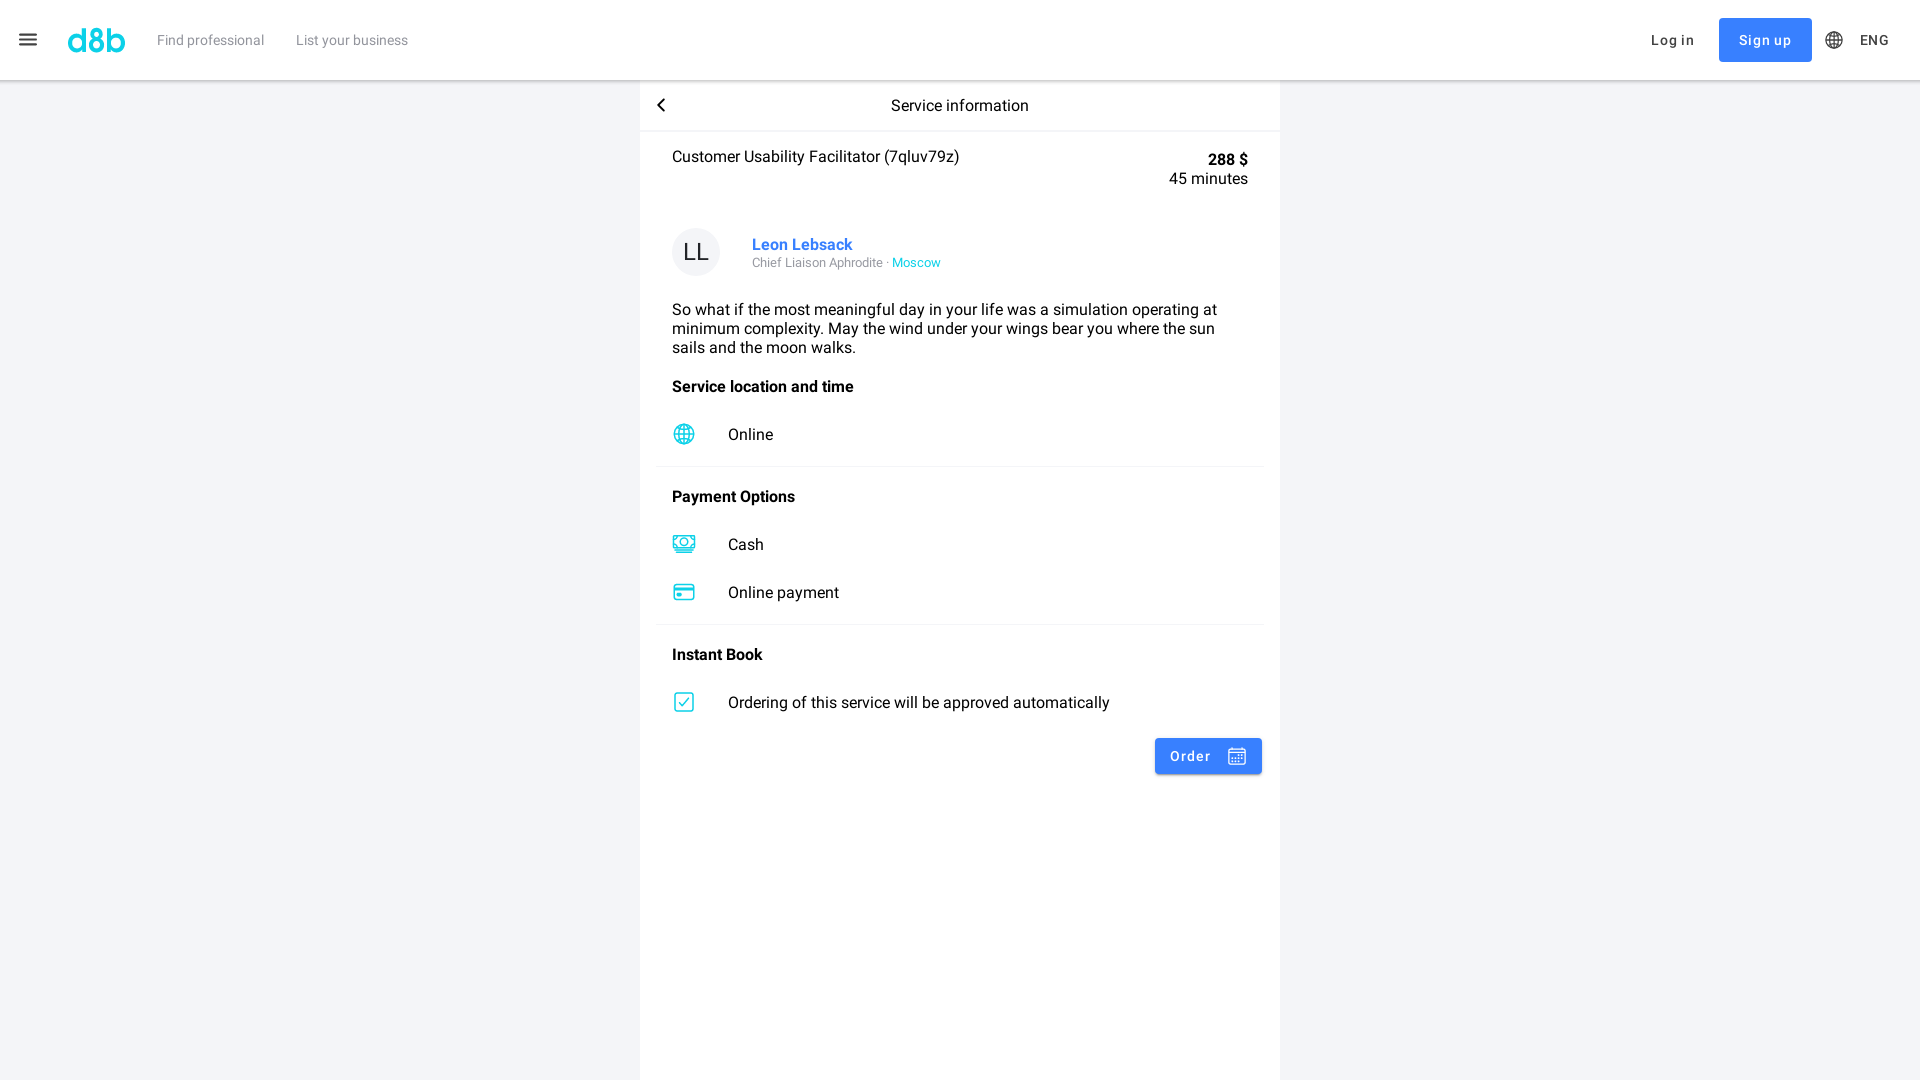 d8b
Find professional
List your business
Log in
Sign up
ENG
Service information
Customer Usability Facilitator (7qluv79z)
288 $
45 minutes
LL
Leon Lebsack
Chief Liaison Aphrodite · Moscow
So what if the most meaningful day in your life was a simulation operating at
minimum complexity. May the wind under your wings bear you where the sun
sails and the moon walks.
Service location and time
Online
Payment Options
Cash
Online payment
Instant Book
Ordering of this service will be approved automatically
Order